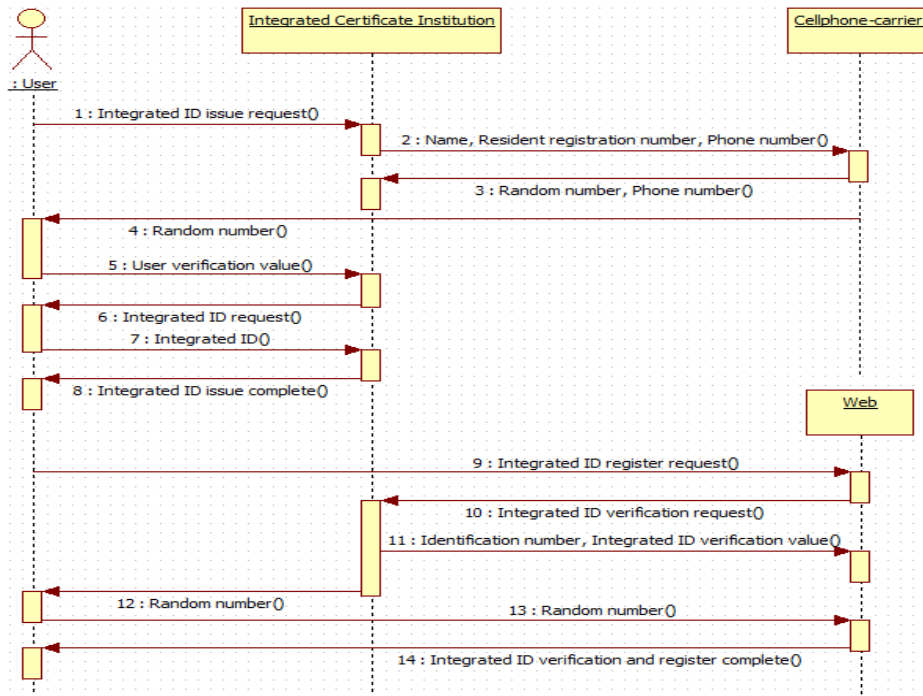 Integrated Certificate Institution
Cellphone-carrier
: User
1 : Integrated ID issue request()
2 : Name, Resident registration number, Phone number()
3 : Random number, Phone number()
4 : Random number()
5 : User verification value()
6 : Integrated ID request()
7 : Integrated ID()
8 : Integrated ID issue complete()
Web
9 : Integrated ID register request()
10 : Integrated ID verification request()
11 : Identification number, Integrated ID verification value()
12 : Random number()
13 : Random number()
14 : Integrated ID verification and register complete()